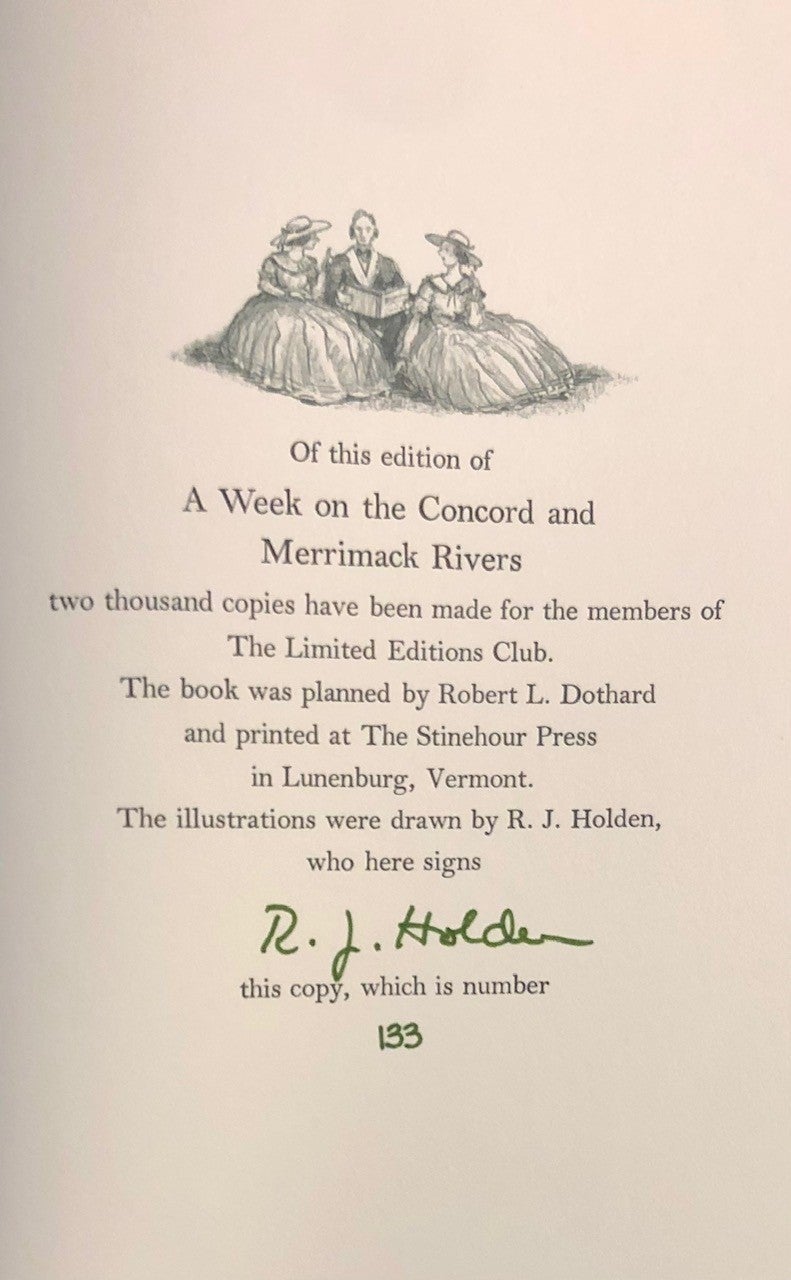 Of this edition of
A Week on the Concord and
Merrimack Rivers
two thousand copies have been made for the members of
The Limited Editions Club.
The book was planned by Robert L. Dothard
and printed at The Stinehour Press
in Lunenburg, Vermont.
The illustrations were drawn by R. J. Holden,
who here signs
R. J. Holden
this copy, which is number
133